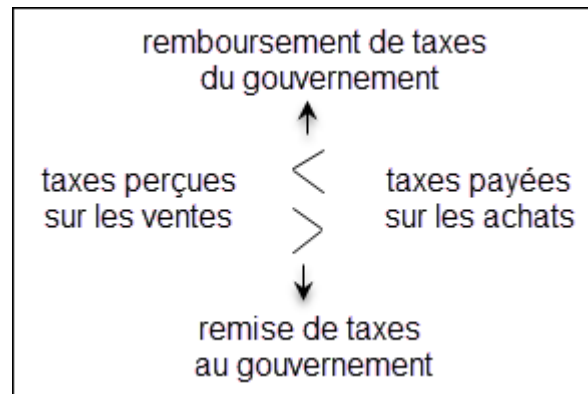 remboursement de taxes
du gouvernement
taxes perçues
sur les ventes
<
>
taxes payées
sur les achats
remise de taxes
au gouvernement